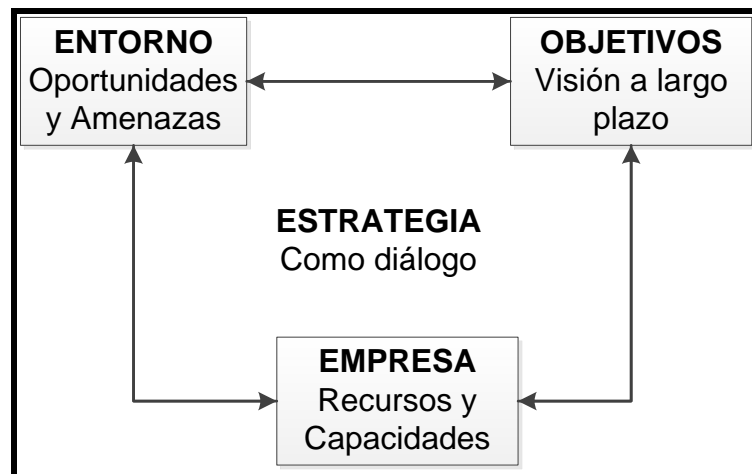 ENTORNO
Oportunidades
y Amenazas
OBJETIVOS
Visión a largo
plazo
ESTRATEGIA
Como diálogo
EMPRESA
Recursos y
Capacidades